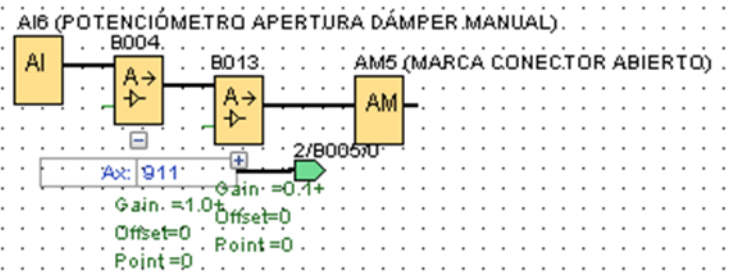 AI6 (POTENCIÓMETRO APERTURA DÁMPER MANUAL)
B004
AI
B013
AM5 (MARCA CONECTOR ABIERTO)
A→
A→
AM
2/B005/0
Ax: 911
Gain =0.1+
Gain =1.0+
Offset=0
Offset=0
Point =0
Point =0